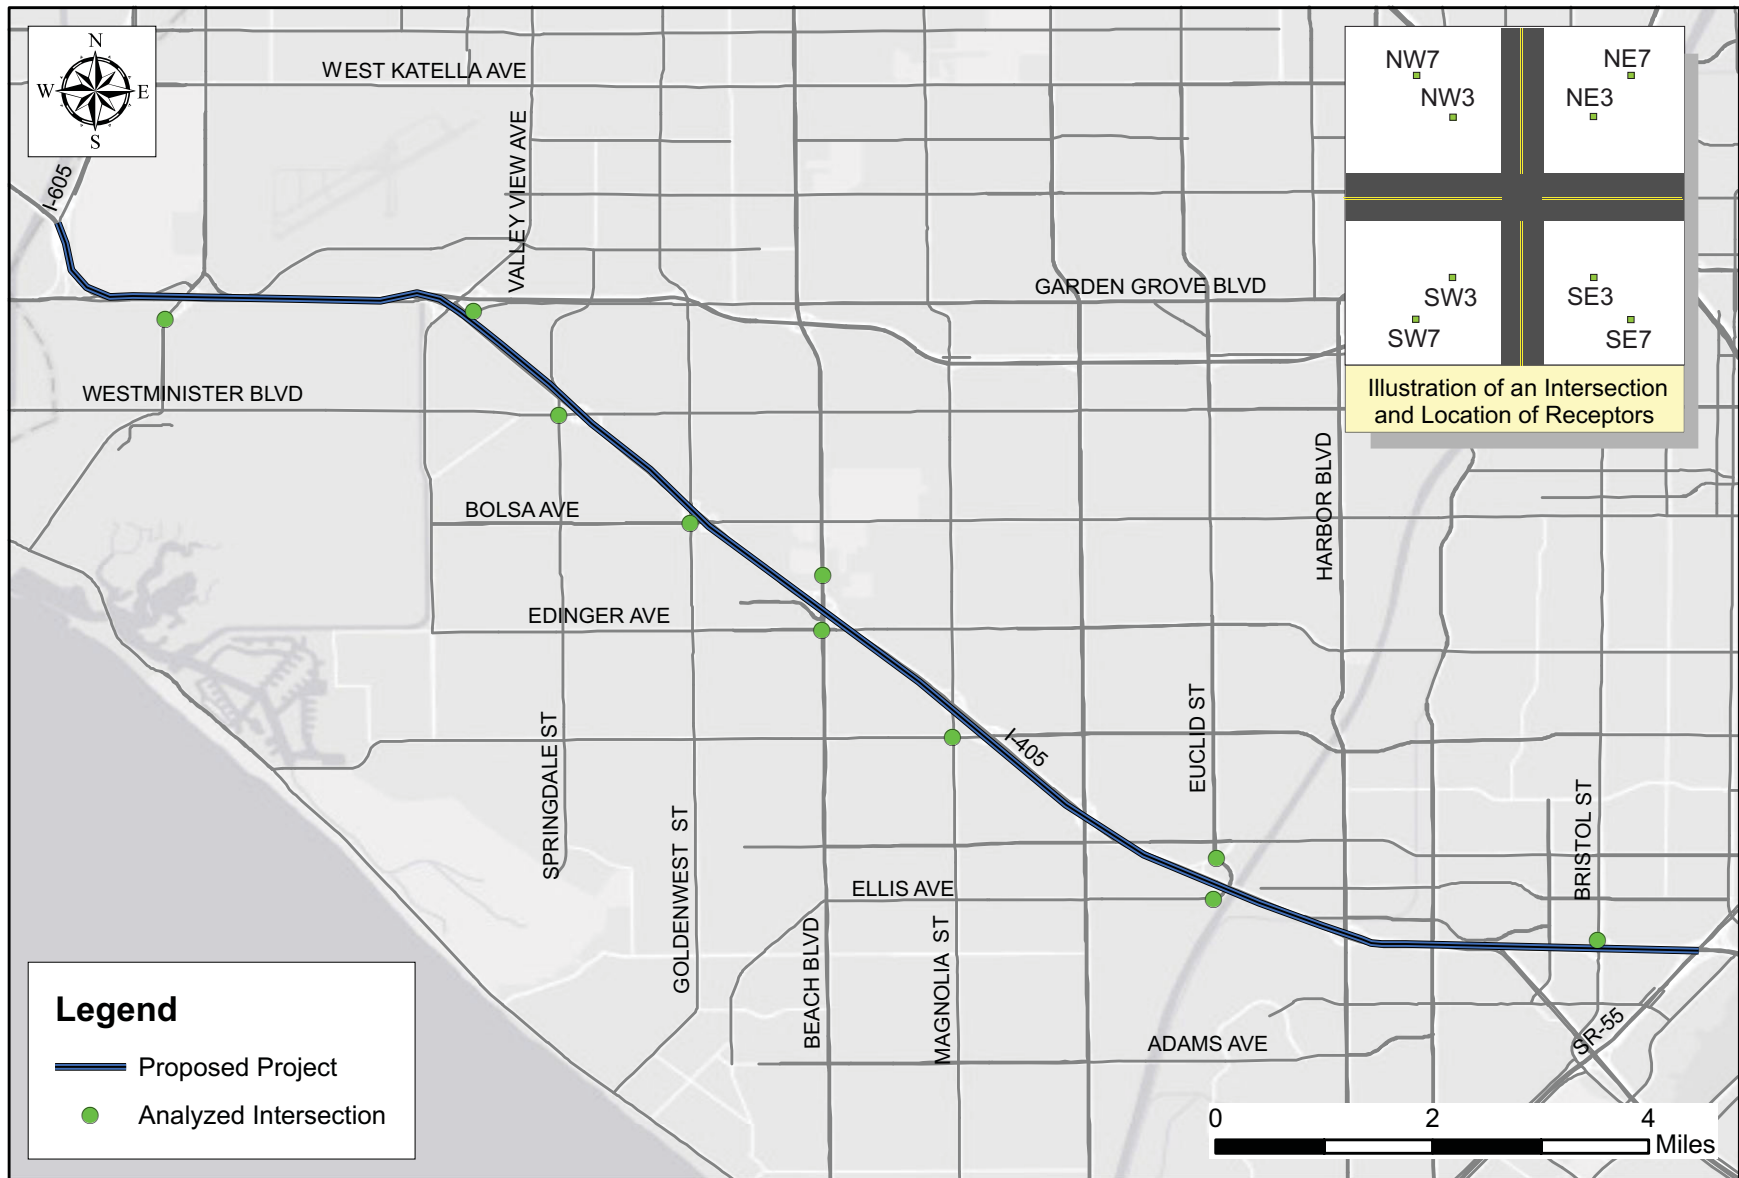 N
W E
S
WEST KATELLA AVE
I-605
VALLEY VIEW AVE
GARDEN GROVE BLVD
WESTMINISTER BLVD
BOLSA AVE
EDINGER AVE
HARBOR BLVD
I-405
EUCLID ST
SPRINGDALE ST
GOLDENWEST ST
BEACH BLVD
MAGNOLIA ST
ELLIS AVE
BRISTOL ST
ADAMS AVE
SR-55
NW7 NE7
NW3 NE3
SW3 SE3
SW7 SE7
Illustration of an Intersection
and Location of Receptors
Legend
Proposed Project
Analyzed Intersection
0 2 4
Miles